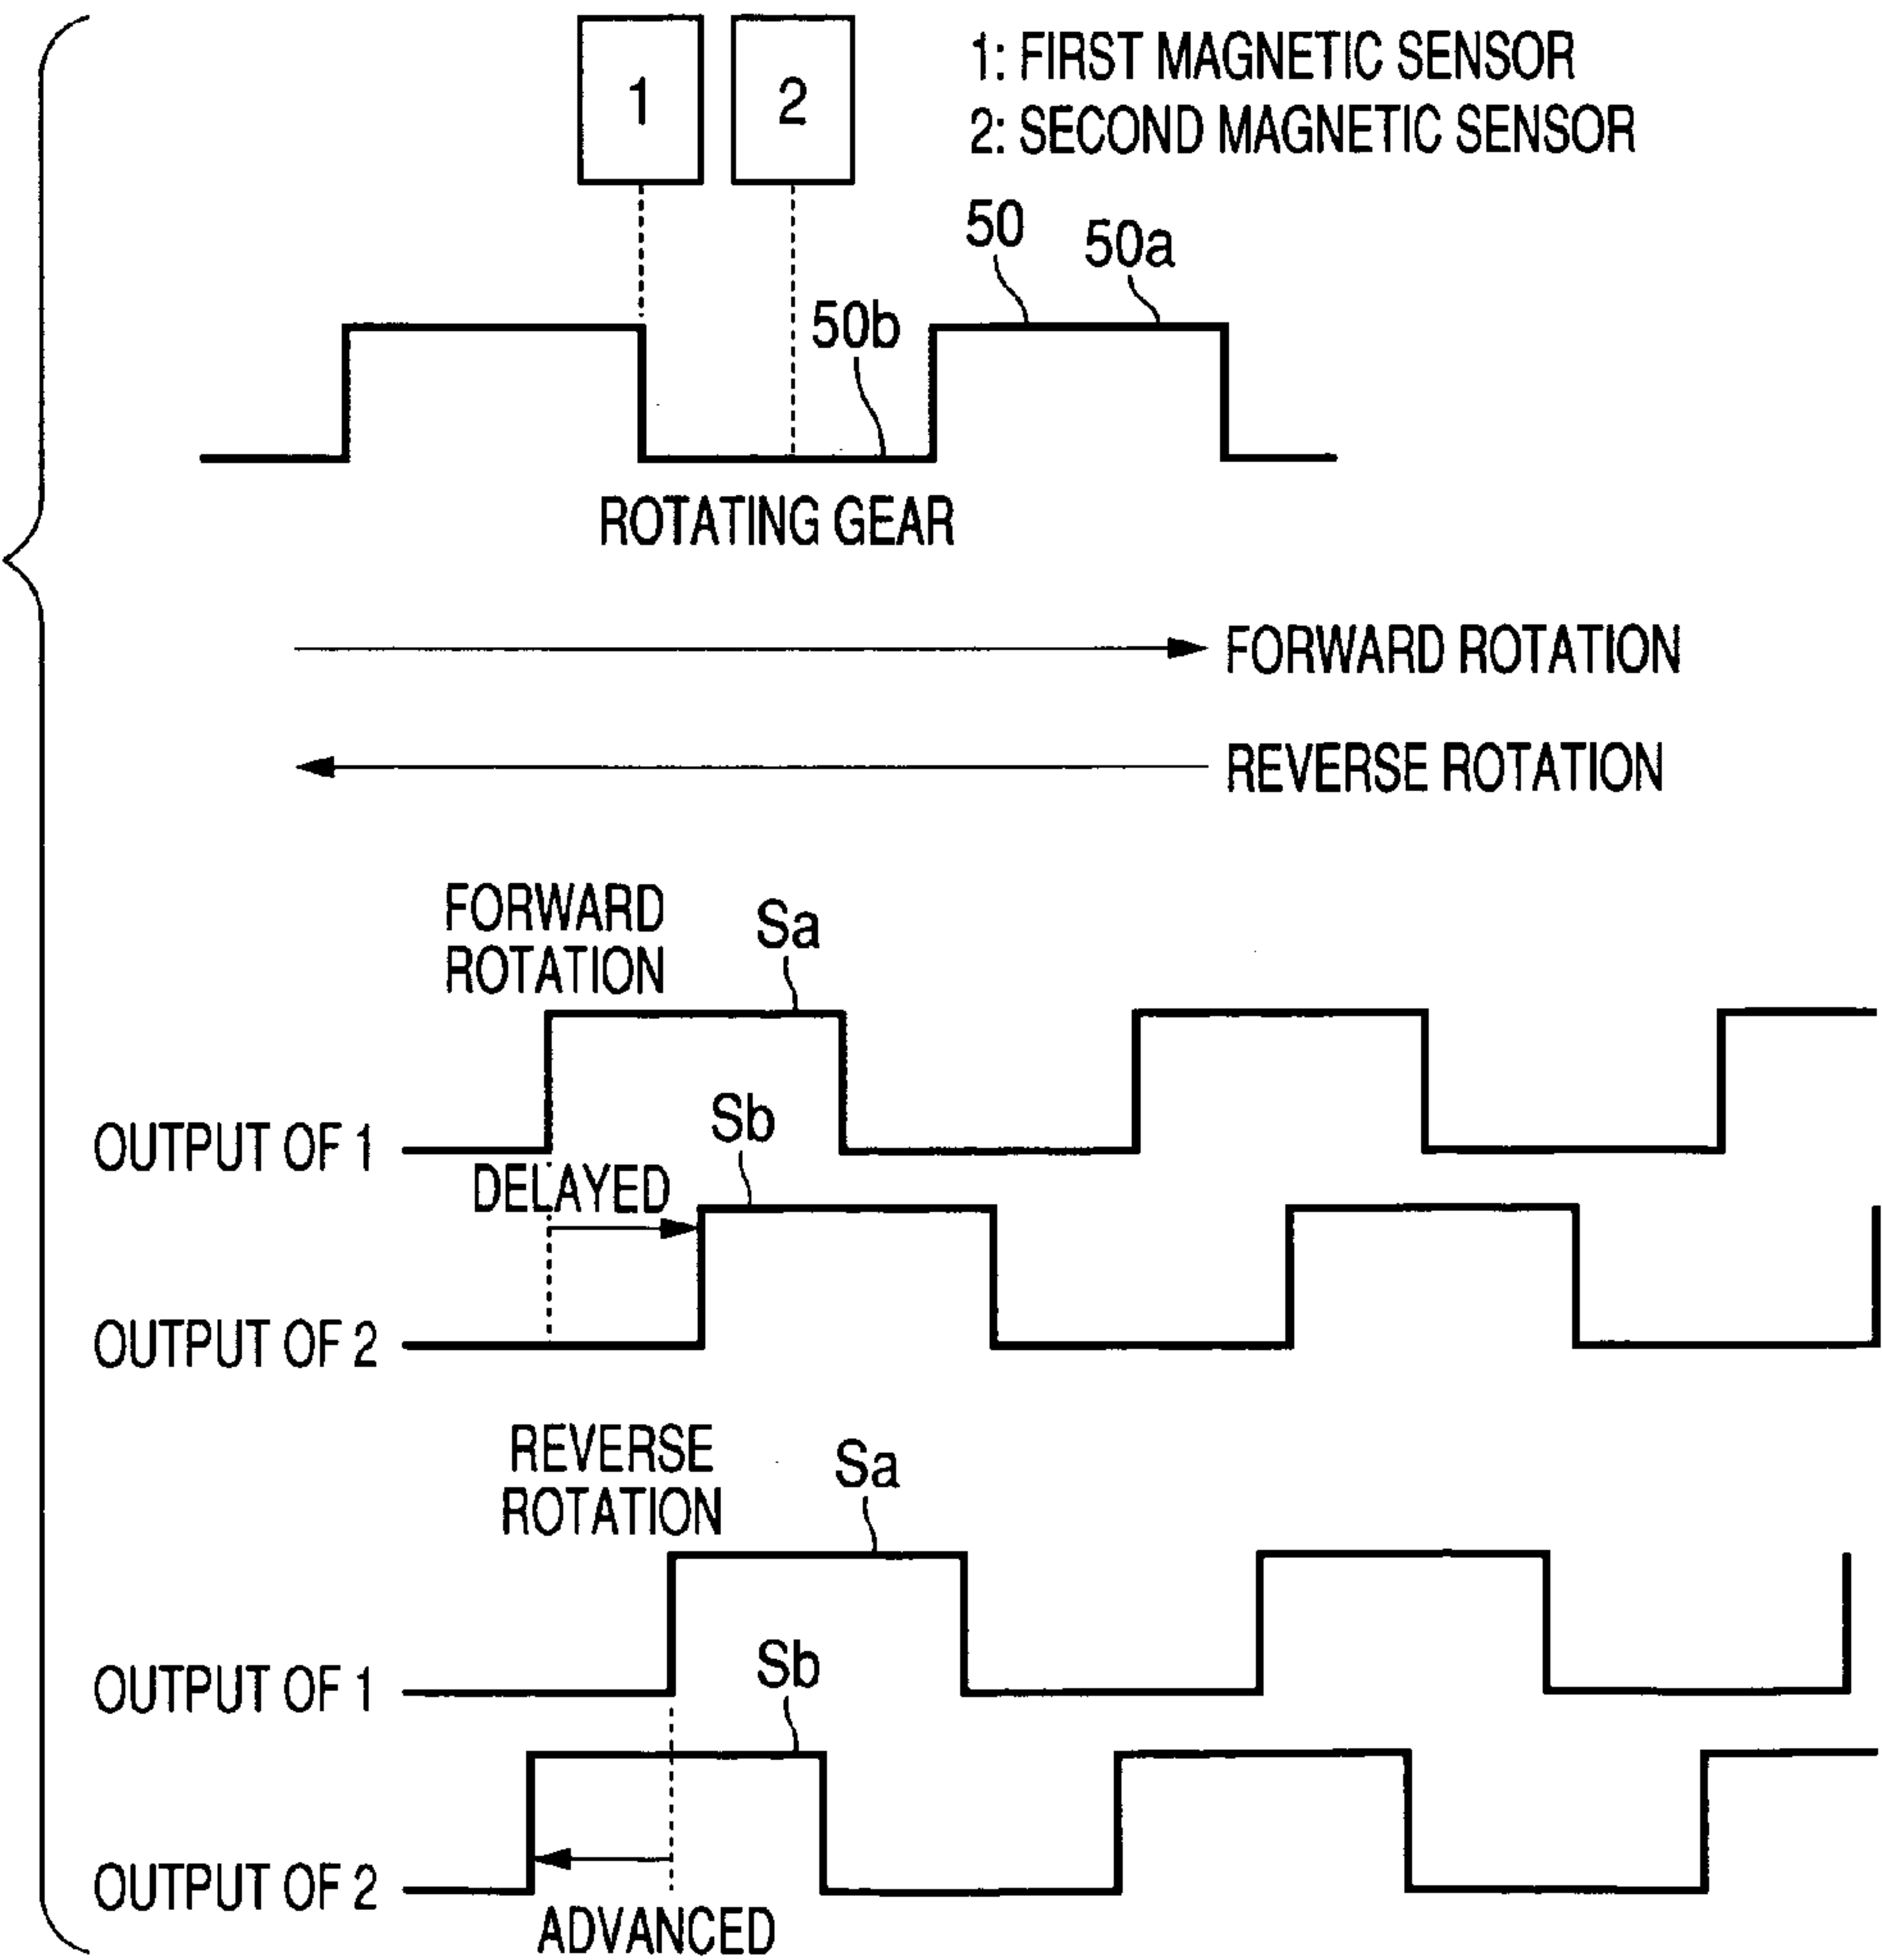 1
2
1: FIRST MAGNETIC SENSOR
2: SECOND MAGNETIC SENSOR
50
50a
50b
ROTATING GEAR
FORWARD ROTATION
REVERSE ROTATION
FORWARD
ROTATION
Sa
OUTPUT OF 1
Sb
DELAYED
OUTPUT OF 2
REVERSE
ROTATION
Sa
OUTPUT OF 1
Sb
OUTPUT OF 2
ADVANCED